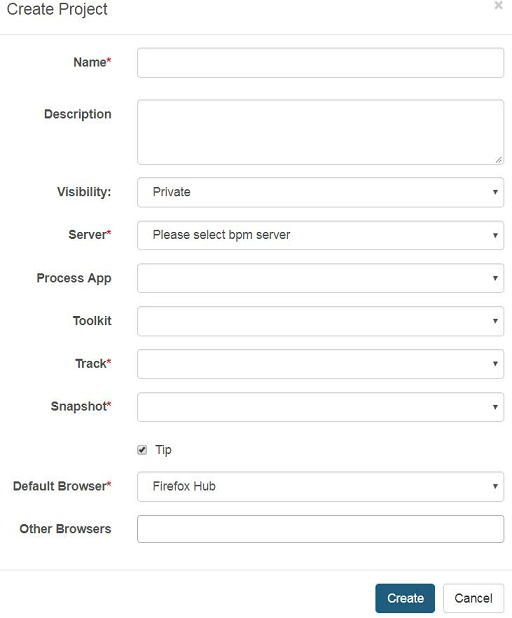 Create Project
×
Name*
Description
Visibility: Private
Server* Please select bpm server
Process App
Toolkit
Track*
Snapshot*
Tip
Default Browser* Firefox Hub
Other Browsers
Create Cancel